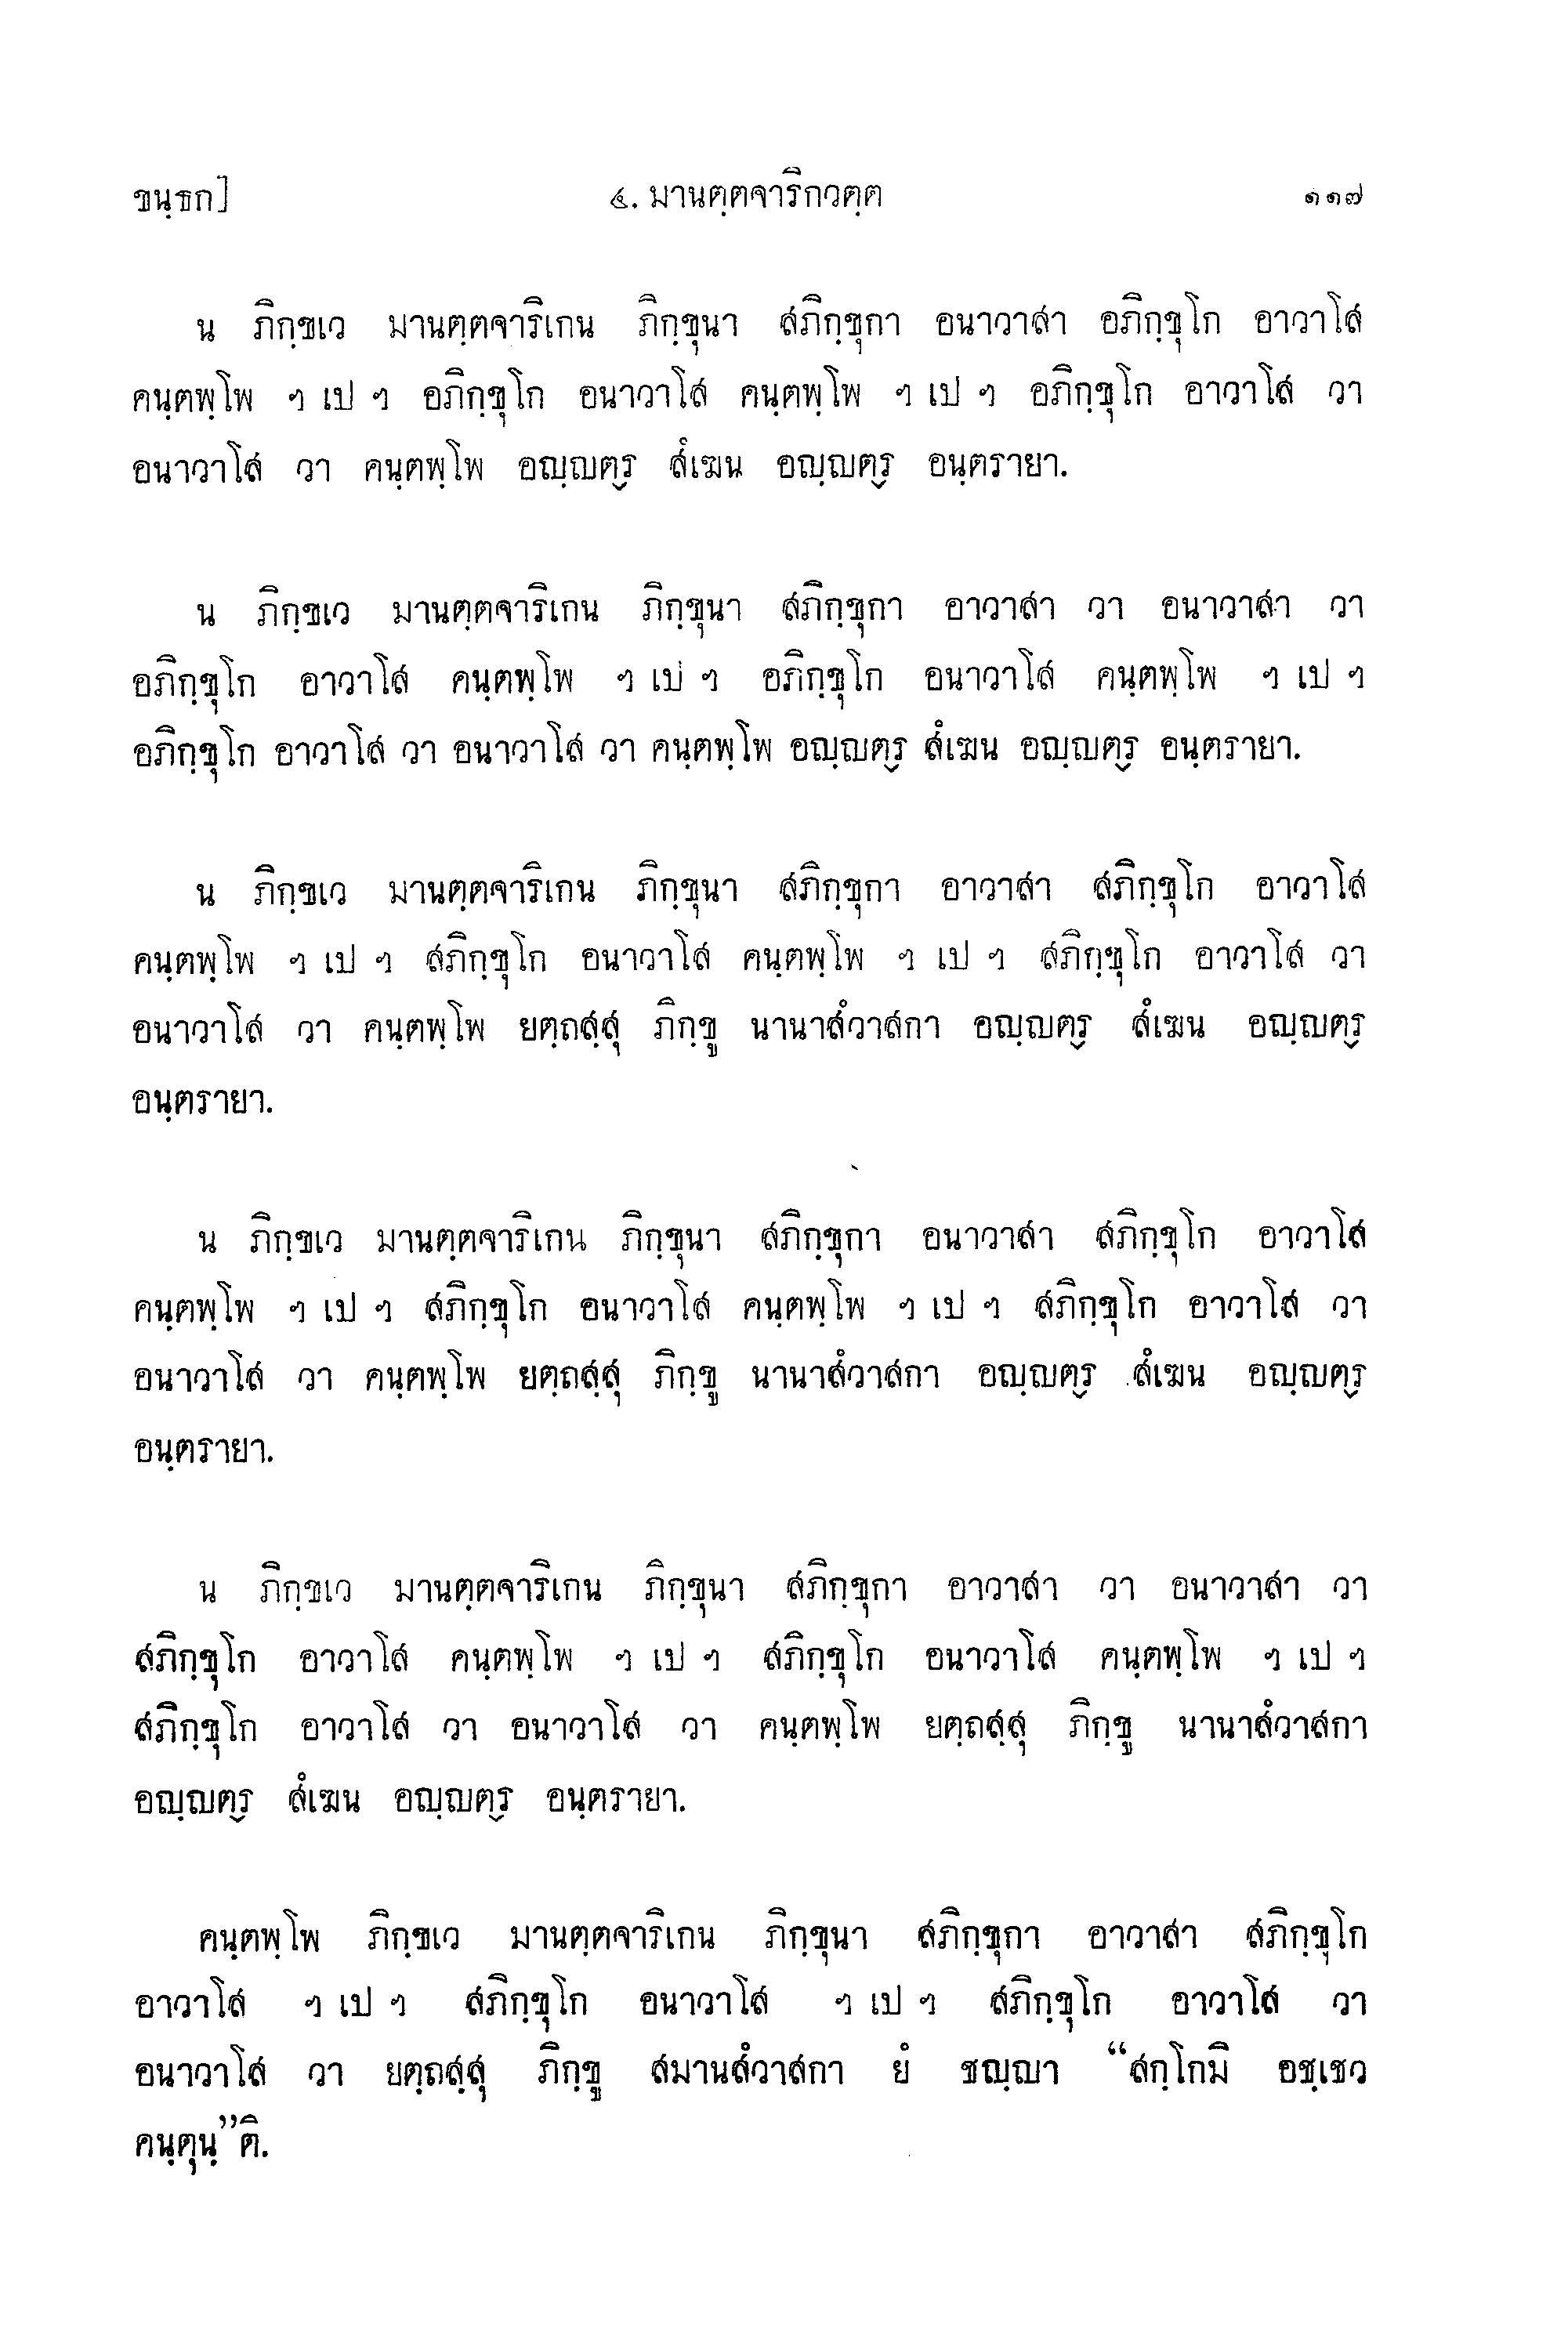 ขนฺธก] ๔. มานตฺตจาริกวตฺต ๑๑๗
น ภิกฺขเว มานตฺตจาริเกน ภิกฺขุนา สภิกฺขุกา อนาวาสา อภิกฺขุโก อาวาโส
คนฺตพฺโพ ฯ เป ฯ อภิกฺขุโก อนาวาโส คนฺตพฺโพ ฯ เป ฯ อภิกฺขุโก อาวาโส วา
อนาวาโส วา คนฺตพฺโพ อญฺญตฺร สํเฆน อญฺญตฺร อนฺตรายา.
น ภิกฺขเว มานตฺตจาริเกน ภิกฺขุนา สภิกฺขุกา อาวาสา วา อนาวาสา วา
อภิกฺขุโก อาวาโส คนฺตพฺโพ ฯ เป ฯ อภิกฺขุโก อนาวาโส คนฺตพฺโพ ฯ เป ฯ
อภิกฺขุโก อาวาโส วา อนาวาโส วา คนฺตพฺโพ อญฺญตฺร สํเฆน อญฺญตฺร อนฺตรายา.
น ภิกฺขเว มานตฺตจาริเกน ภิกฺขุนา สภิกฺขุกา อาวาสา สภิกฺขุโก อาวาโส
คนฺตพฺโพ ฯ เป ฯ สภิกฺขุโก อนาวาโส คนฺตพฺโพ ฯ เป ฯ สภิกฺขุโก อาวาโส วา
อนาวาโส วา คนฺตพฺโพ ยตฺถสฺสุ ภิกฺขู นานาสํวาสกา อญฺญตฺร สํเฆน อญฺญตฺร
อนฺตรายา.
น ภิกฺขเว มานตฺตจาริเกน ภิกฺขุนา สภิกฺขุกา อนาวาสา สภิกฺขุโก อาวาโส
คนฺตพฺโพ ฯ เป ฯ สภิกฺขุโก อนาวาโส คนฺตพฺโพ ฯ เป ฯ สภิกฺขุโก อาวาโส วา
อนาวาโส วา คนฺตพฺโพ ยตฺถสฺสุ ภิกฺขู นานาสํวาสกา อญฺญตฺร สํเฆน อญฺญตฺร
อนฺตรายา.
น ภิกฺขเว มานตฺตจาริเกน ภิกฺขุนา สภิกฺขุกา อาวาสา วา อนาวาสา วา
สภิกฺขุโก อาวาโส คนฺตพฺโพ ฯ เป ฯ สภิกฺขุโก อนาวาโส คนฺตพฺโพ ฯ เป ฯ
สภิกฺขุโก อาวาโส วา อนาวาโส วา คนฺตพฺโพ ยตฺถสฺสุ ภิกฺขู นานาสํวาสกา
อญฺญตฺร สํเฆน อญฺญตฺร อนฺตรายา.
คนฺตพฺโพ ภิกฺขเว มานตฺตจาริเกน ภิกฺขุนา สภิกฺขุกา อาวาสา สภิกฺขุโก
อาวาโส ฯ เป ฯ สภิกฺขุโก อนาวาโส ฯ เป ฯ สภิกฺขุโก อาวาโส วา
อนาวาโส วา ยตฺถสฺสุ ภิกฺขู สมานสํวาสกา ยํ ชญฺญา “สกฺโกมิ อชฺเชว
คนฺตุนฺ”ติ.